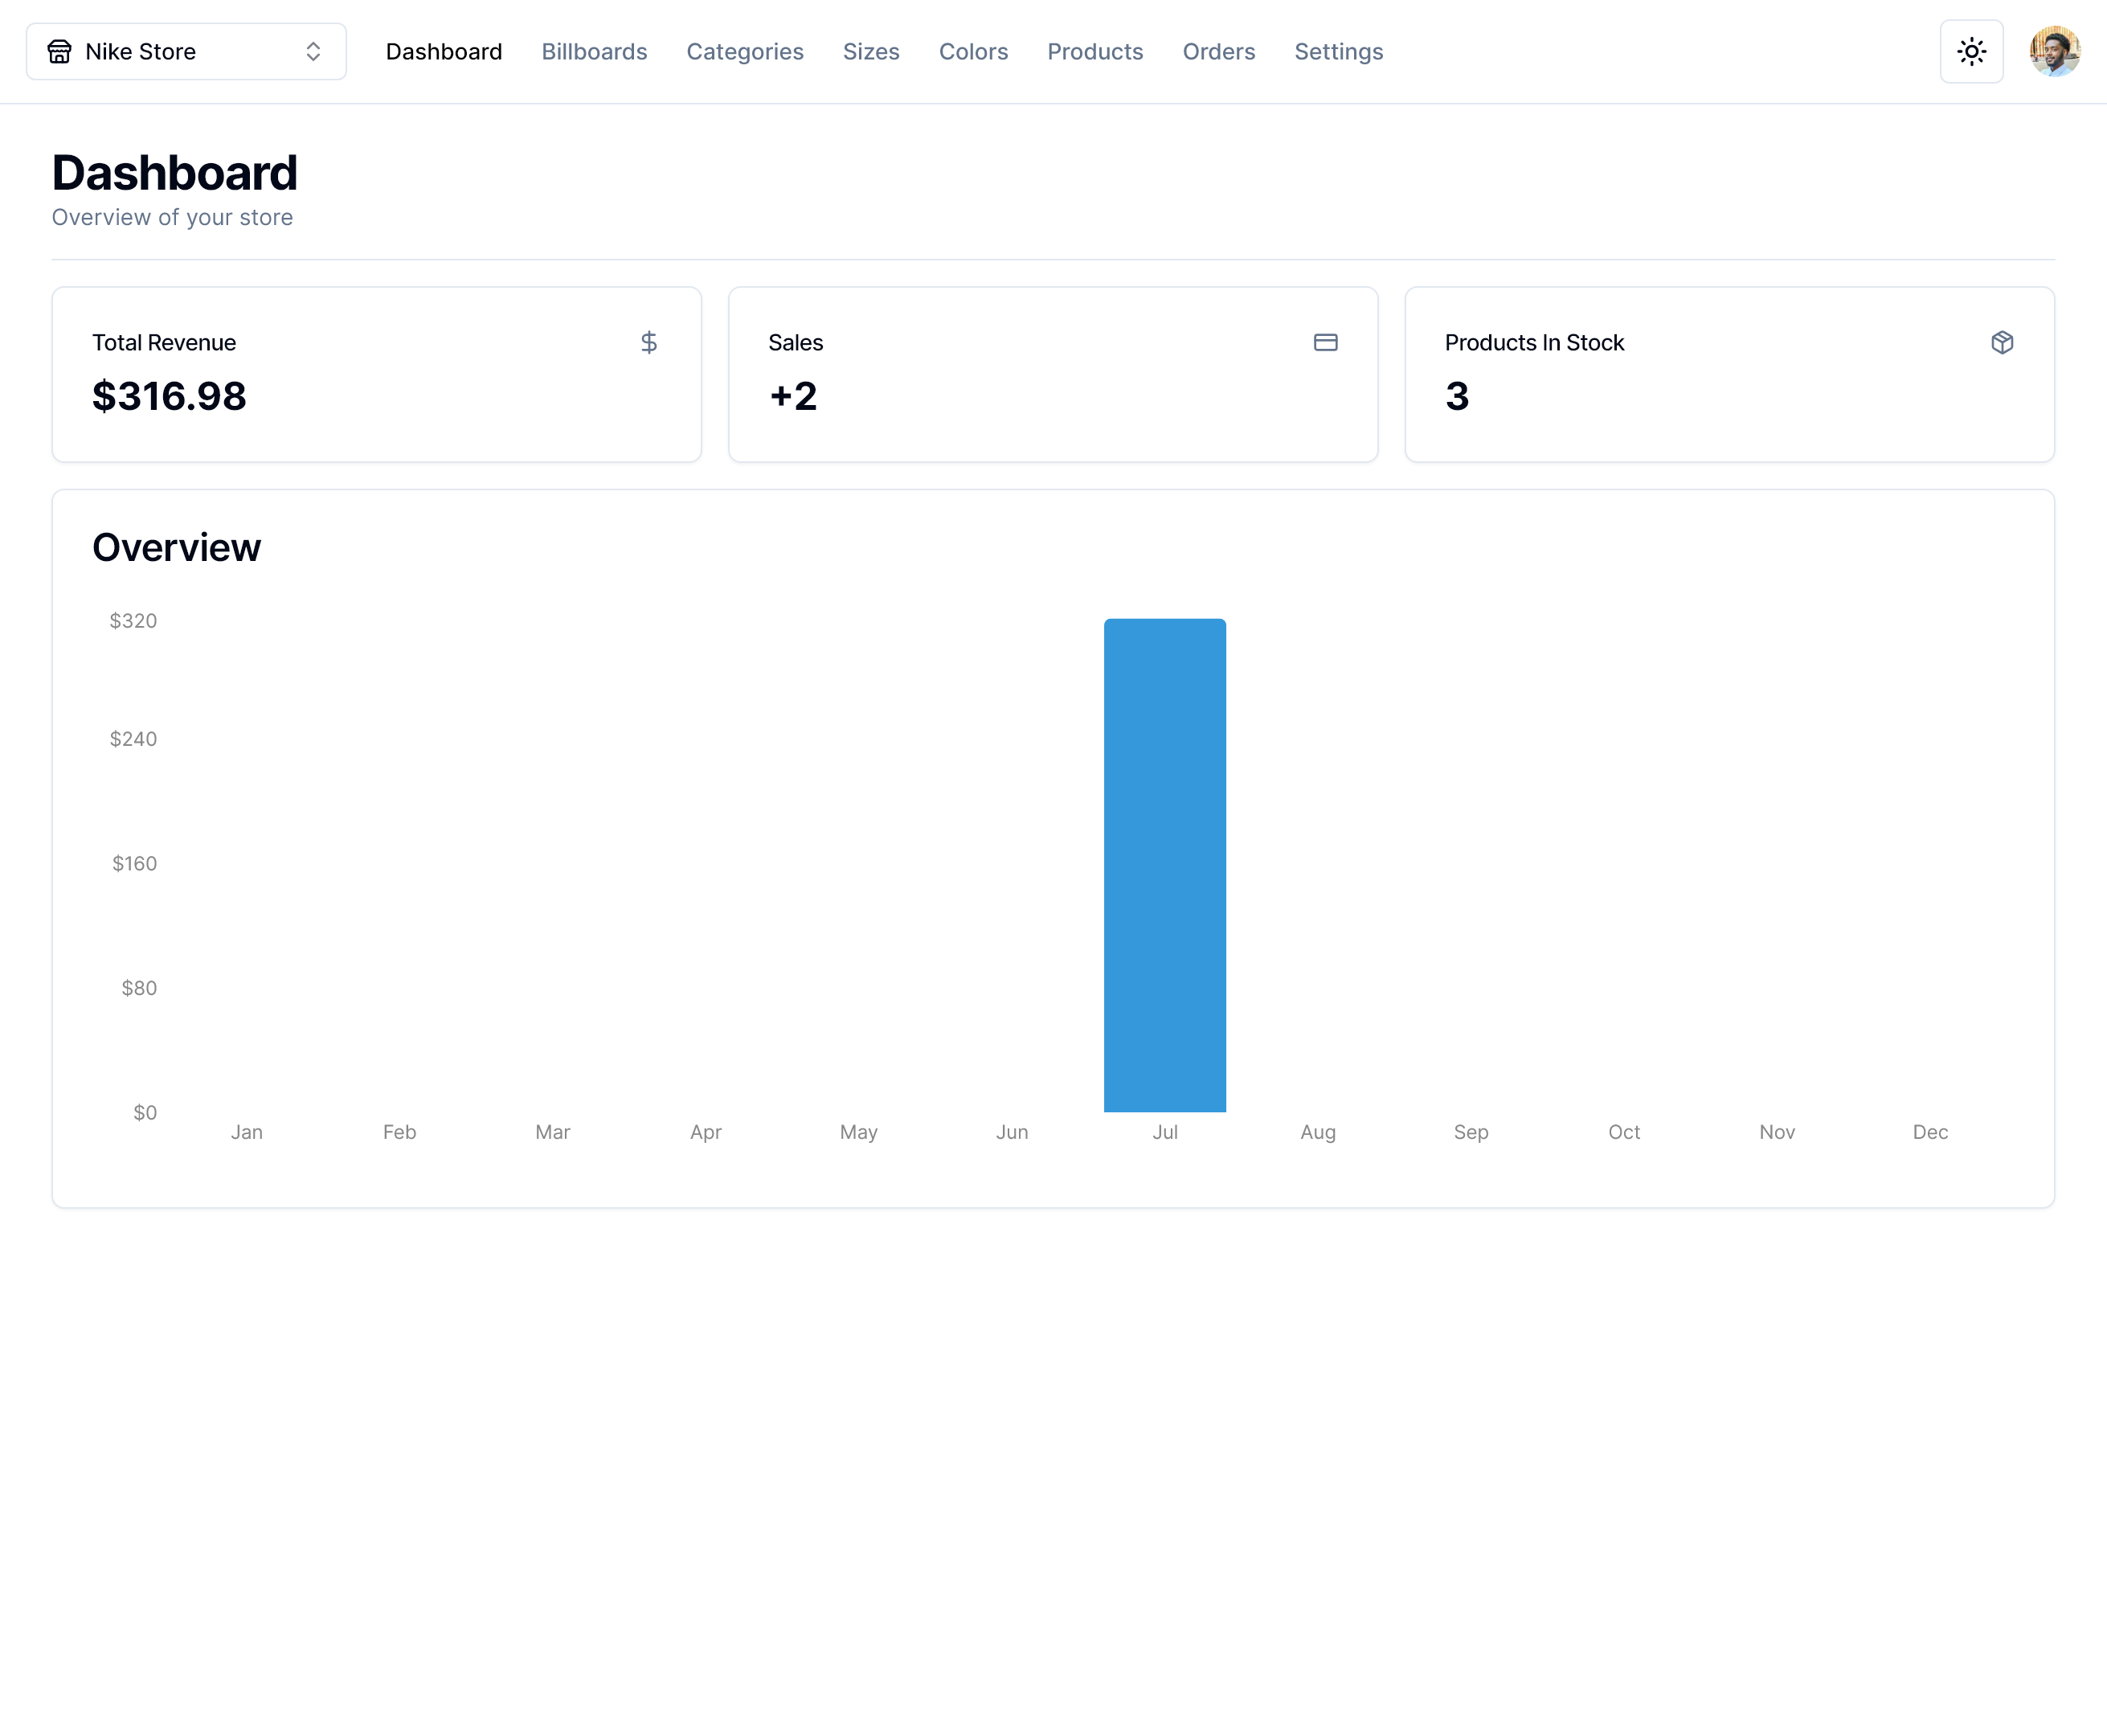 Nike Store Dashboard Billboards Categories Sizes Colors Products Orders Settings
Dashboard
Overview of your store
Total Revenue
$316.98
Sales
+2
Products In Stock
3
Overview
$320
$240
$160
$80
$0
Jan Feb Mar Apr May Jun Jul Aug Sep Oct Nov Dec